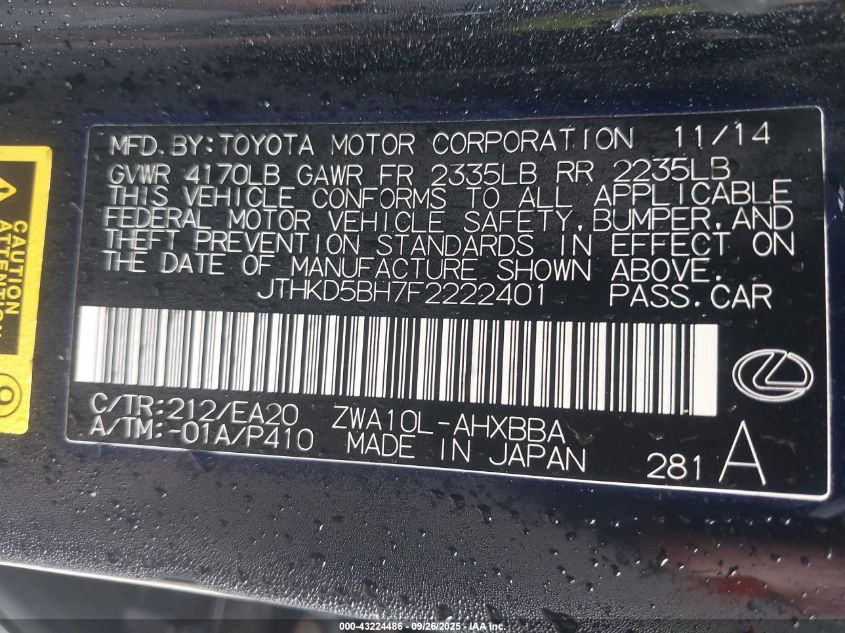 MFD. BY: TOYOTA MOTOR CORPORATION 11/14
GVWR 4170LB GAWR FR 2335LB RR 2235LB
THIS VEHICLE CONFORMS TO ALL APPLICABLE
FEDERAL MOTOR VEHICLE SAFETY, BUMPER, AND
THEFT PREVENTION STANDARDS IN EFFECT ON
THE DATE OF MANUFACTURE SHOWN ABOVE.
JTHKD5BH7F2222401 PASS. CAR
C/TR: 212/EA20 ZWA10L-AHXBBA
A/TM: -01A/P410 MADE IN JAPAN
281 A
CAUTION
ATTENTION
000-43224486 - 09/26/2025 - IAA Inc.